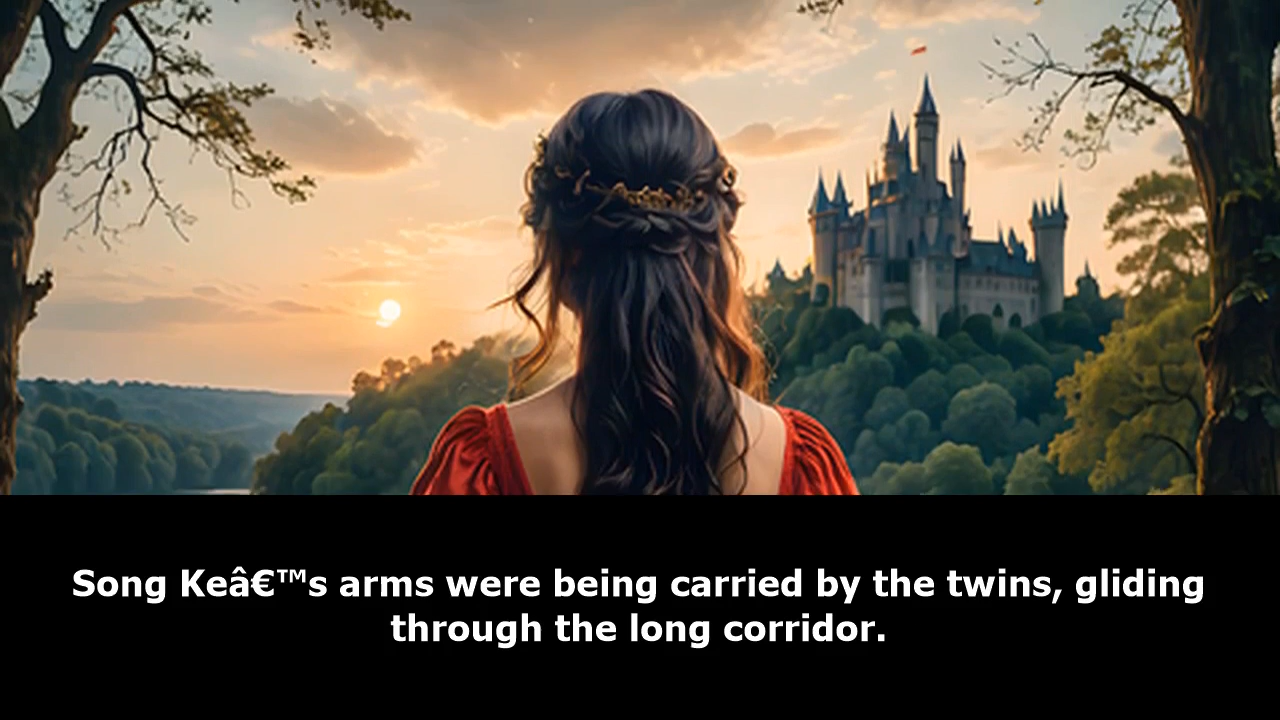 Song Keâ€™s arms were being carried by the twins, gliding
through the long corridor.